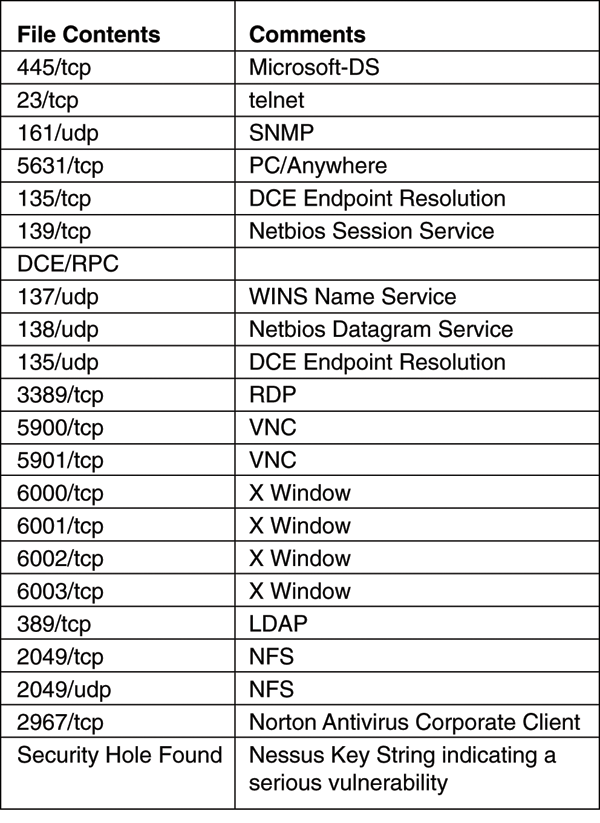 File Contents Comments
445/tcp Microsoft-DS
23/tcp telnet
161/udp SNMP
5631/tcp PC/Anywhere
135/tcp DCE Endpoint Resolution
139/tcp Netbios Session Service
DCE/RPC
137/udp WINS Name Service
138/udp Netbios Datagram Service
135/udp DCE Endpoint Resolution
3389/tcp RDP
5900/tcp VNC
5901/tcp VNC
6000/tcp X Window
6001/tcp X Window
6002/tcp X Window
6003/tcp X Window
389/tcp LDAP
2049/tcp NFS
2049/udp NFS
2967/tcp Norton Antivirus Corporate Client
Security Hole Found Nessus Key String indicating a
serious vulnerability